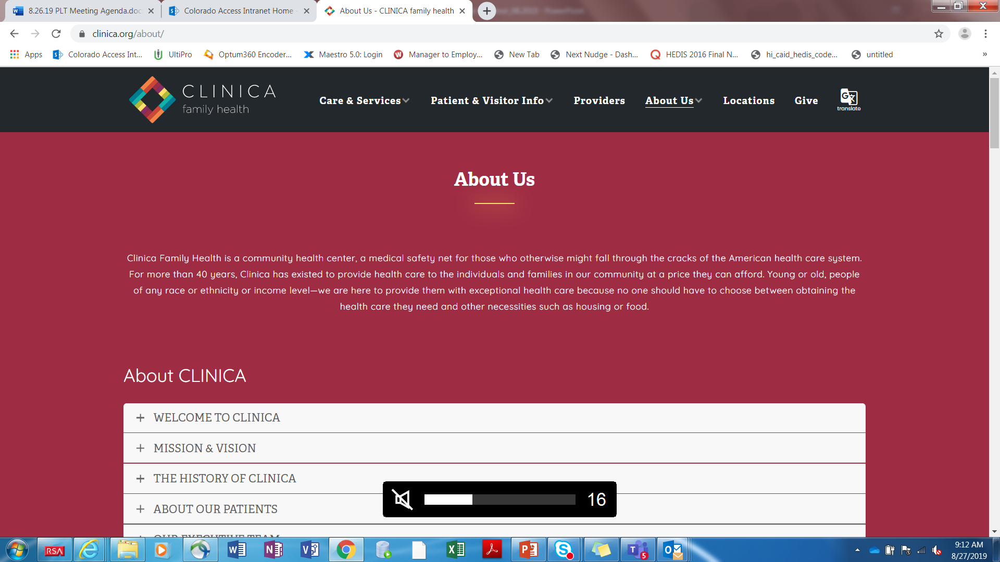 8.26.19 PLT Meeting Agenda.doc
Colorado Access Intranet Home -
About Us - CLINICA family health
clinica.org/about/
Apps
Colorado Access Int...
UltiPro
Optum360 Encoder...
Maestro 5.0: Login
Manager to Employ...
New Tab
Next Nudge - Dash...
HEDIS 2016 Final N...
hi_caid_hedis_code...
untitled
»
CLINICA
family health
Care & Services
Patient & Visitor Info
Providers
About Us
Locations
Give
translate
About Us
Clinica Family Health is a community health center, a medical safety net for those who otherwise might fall through the cracks of the American health care system.
For more than 40 years, Clinica has existed to provide health care to the individuals and families in our community at a price they can afford. Young or old, people
of any race or ethnicity or income level—we are here to provide them with exceptional health care because no one should have to choose between obtaining the
health care they need and other necessities such as housing or food.
About CLINICA
+ WELCOME TO CLINICA
+ MISSION & VISION
+ THE HISTORY OF CLINICA
+ ABOUT OUR PATIENTS
OUR EXECUTIVE TEAM
16
RSA
5
9:12 AM
8/27/2019